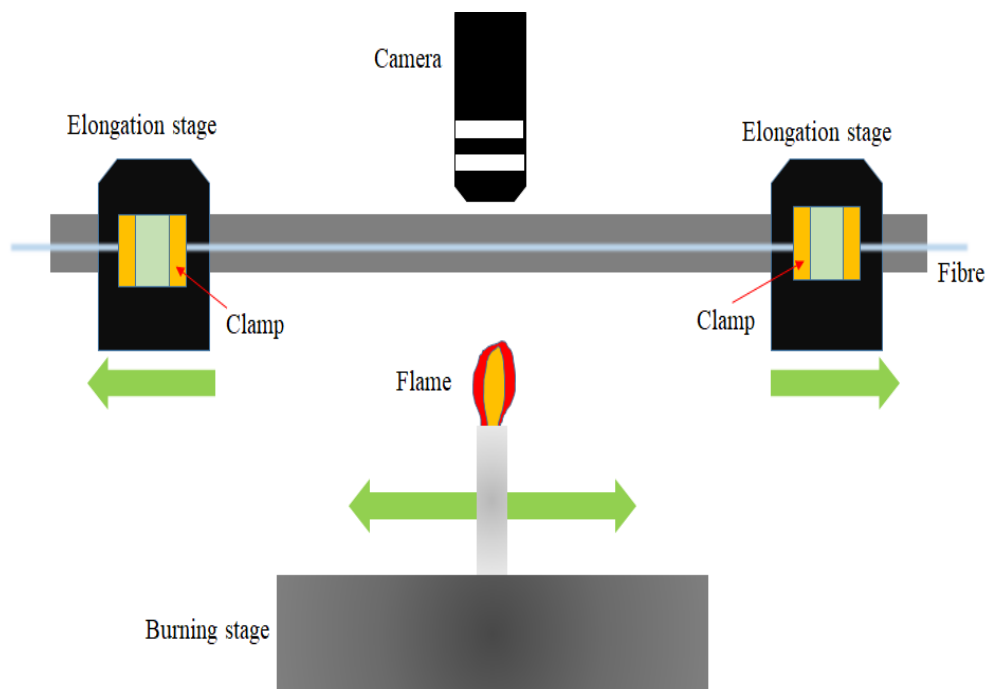 Camera
Elongation stage
Elongation stage
Fibre
Clamp
Clamp
Flame
Burning stage